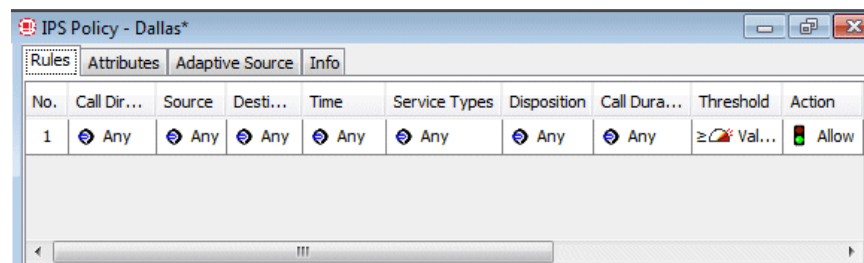 IPS Policy - Dallas*
Rules Attributes Adaptive Source Info
No. Call Dir... Source Desti... Time Service Types Disposition Call Dura... Threshold Action
1 Any Any Any Any Any Any Any ≥ Val... Allow